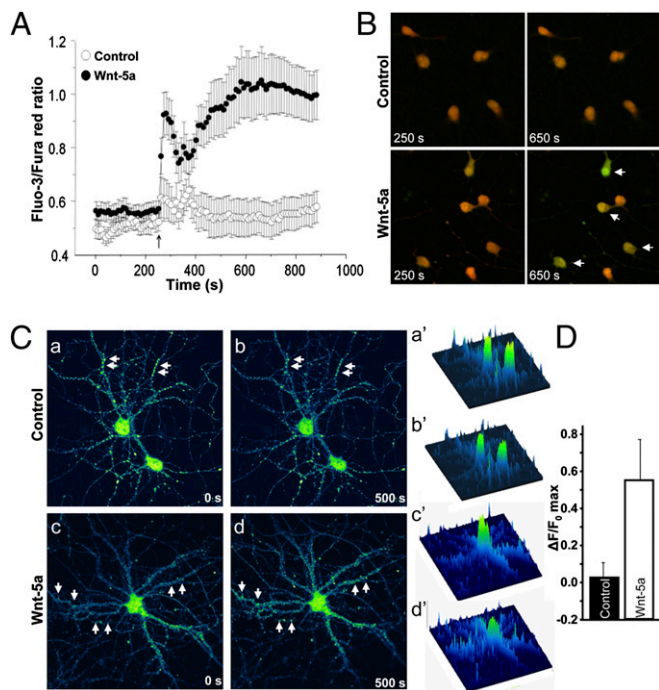 A
Control
Wnt-5a
Fluo-3/Fura red ratio
1.2
1.0
0.8
0.6
0.4
0 200 400 600 800 1000
Time (s)
B
Control
250 s
650 s
Wnt-5a
250 s
650 s
C
Control
a
0 s
b
500 s
Wnt-5a
c
0 s
d
500 s
a'
b'
c'
d'
D
ΔF/F0 max
0.8
0.6
0.4
0.2
0.0
-0.2
Control
Wnt-5a